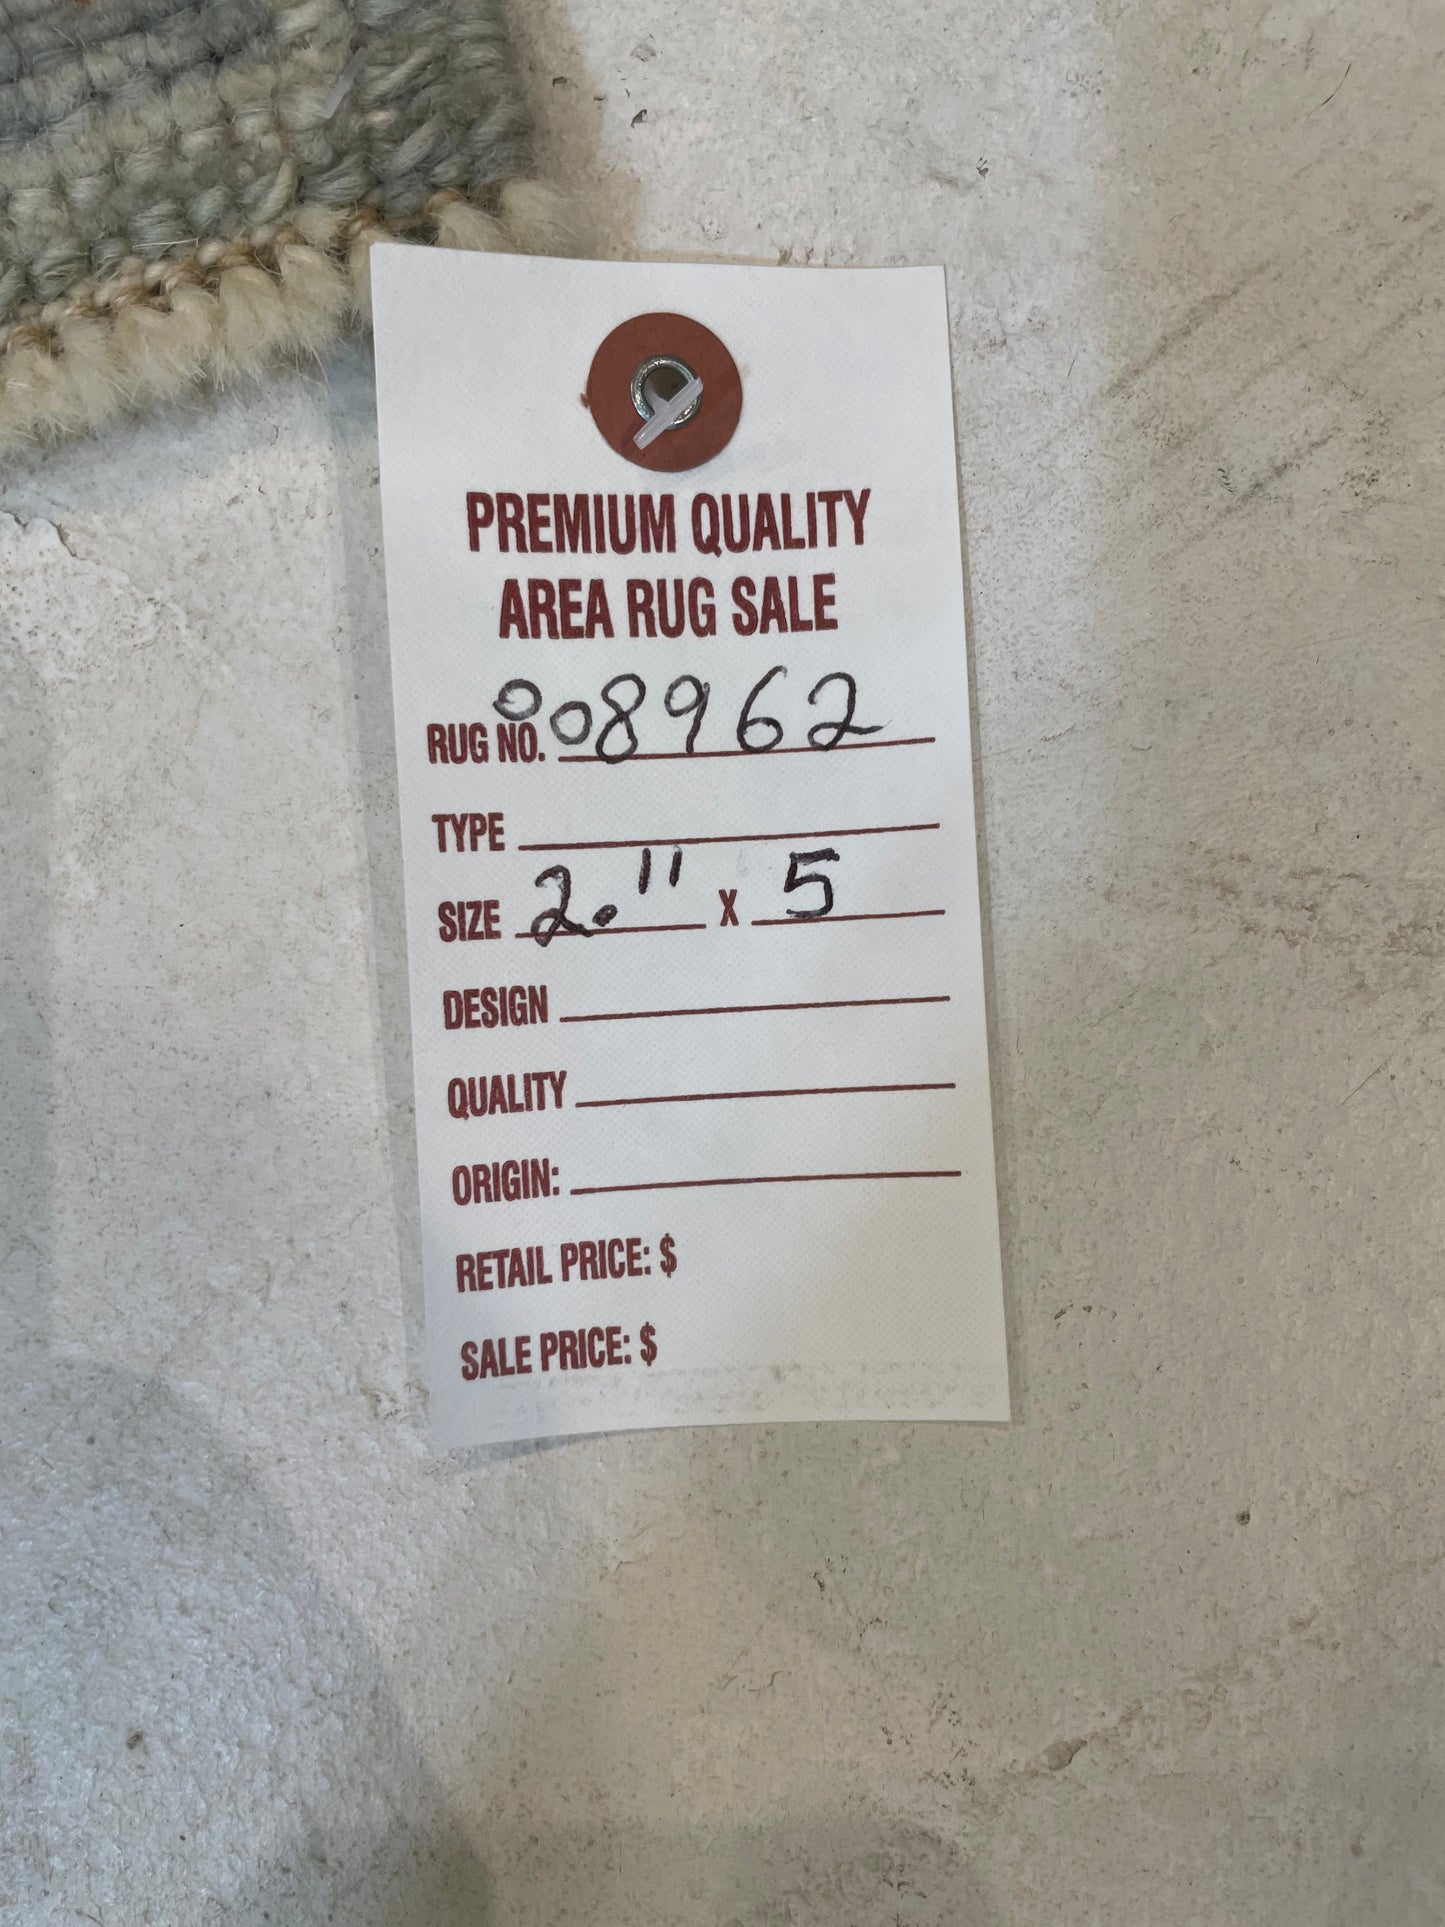 PREMIUM QUALITY
AREA RUG SALE
RUG NO. 008962
TYPE
SIZE 2." X 5
DESIGN
QUALITY
ORIGIN:
RETAIL PRICE: $
SALE PRICE: $